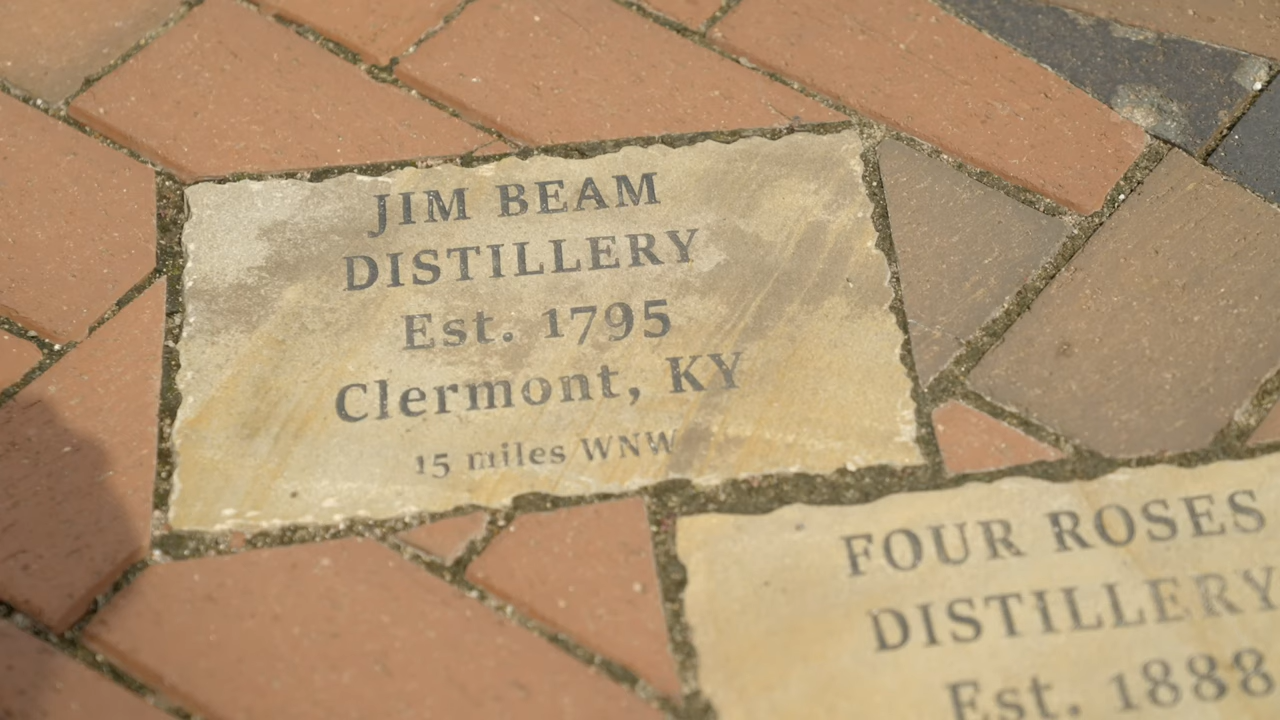 JIM BEAM
DISTILLERY
Est. 1795
Clermont, KY
15 miles WNW
FOUR ROSES
DISTILLERY
Est. 1888